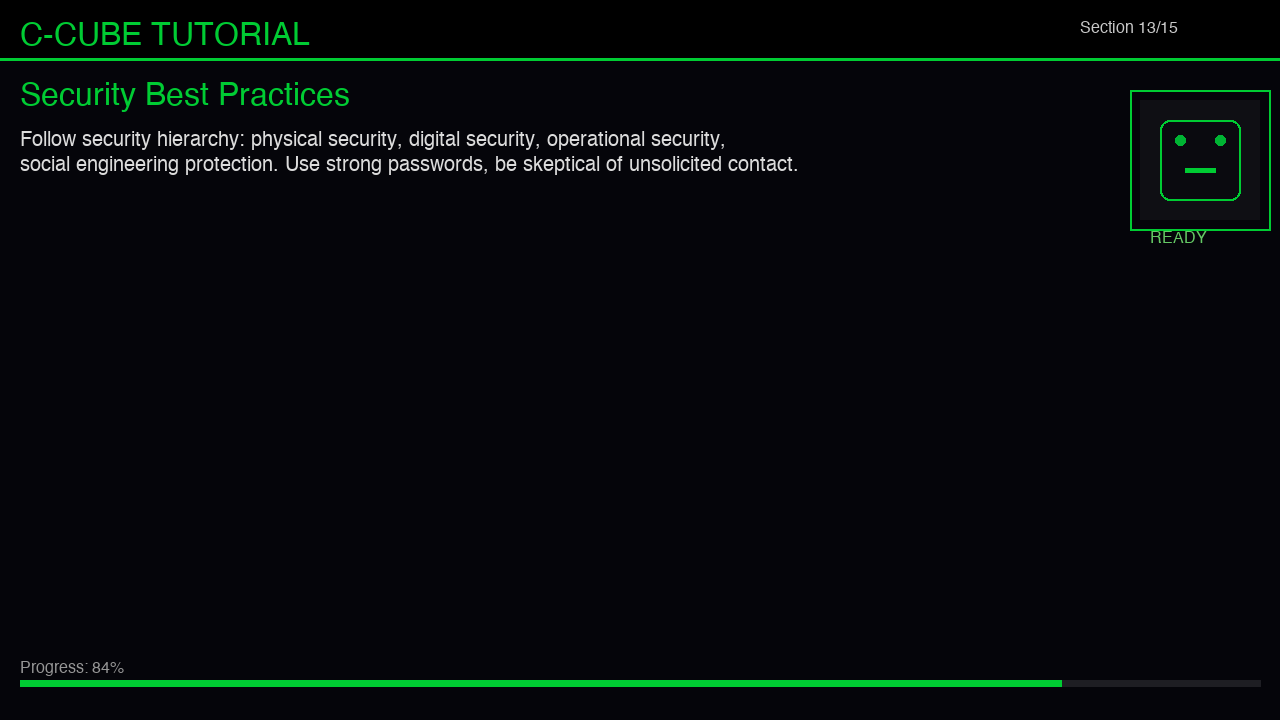 C-CUBE TUTORIAL
Section 13/15
Security Best Practices
Follow security hierarchy: physical security, digital security, operational security,
social engineering protection. Use strong passwords, be skeptical of unsolicited contact.
READY
Progress: 84%